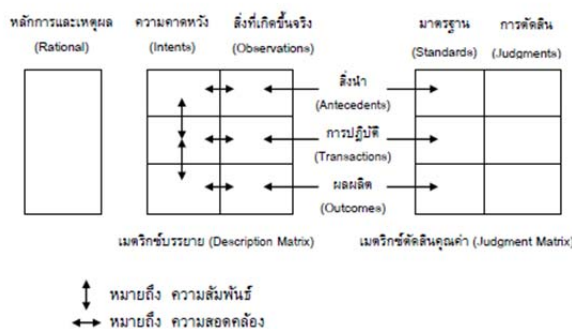 หลักการและเหตุผล
(Rational)
ความคาดหวัง
(Intents)
สิ่งที่เกิดขึ้นจริง
(Observations)
มาตรฐาน
(Standards)
การตัดสิน
(Judgments)
สิ่งนำ
(Antecedents)
การปฏิบัติ
(Transactions)
ผลผลิต
(Outcomes)
เมตริกซ์บรรยาย (Description Matrix)
เมตริกซ์ตัดสินคุณค่า (Judgment Matrix)
หมายถึง ความสัมพันธ์
หมายถึง ความสอดคล้อง